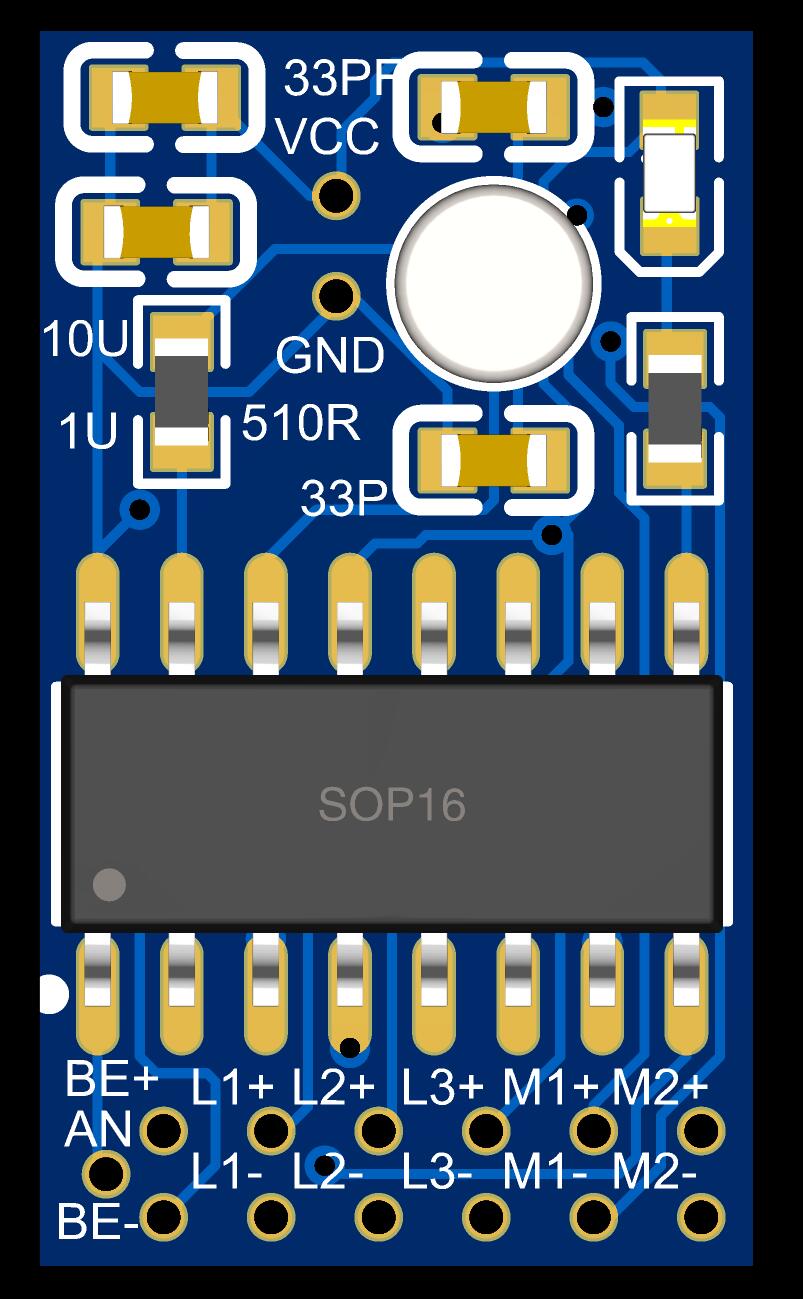 33PF
VCC
10U
GND
1U
510R
33P
SOP16
BE+ L1+ L2+ L3+ M1+ M2+
AN
L1- L2- L3- M1- M2-
BE-